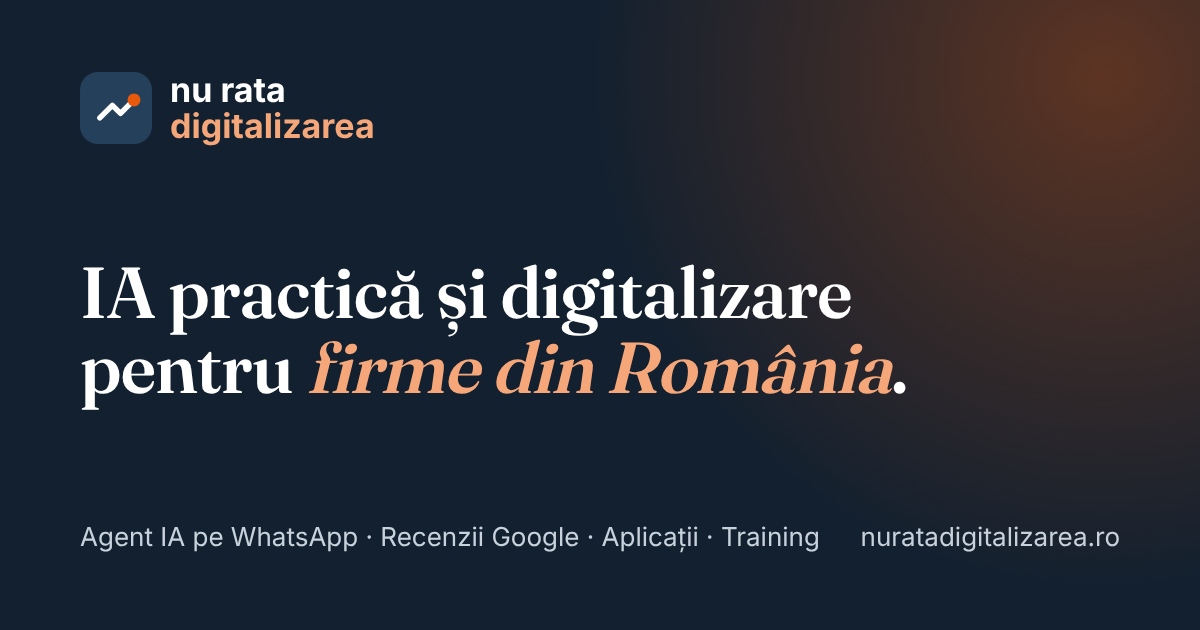 nu rata
digitalizarea
IA practică și digitalizare
pentru firme din România.
Agent IA pe WhatsApp · Recenzii Google · Aplicații · Training nuratadigitalizarea.ro